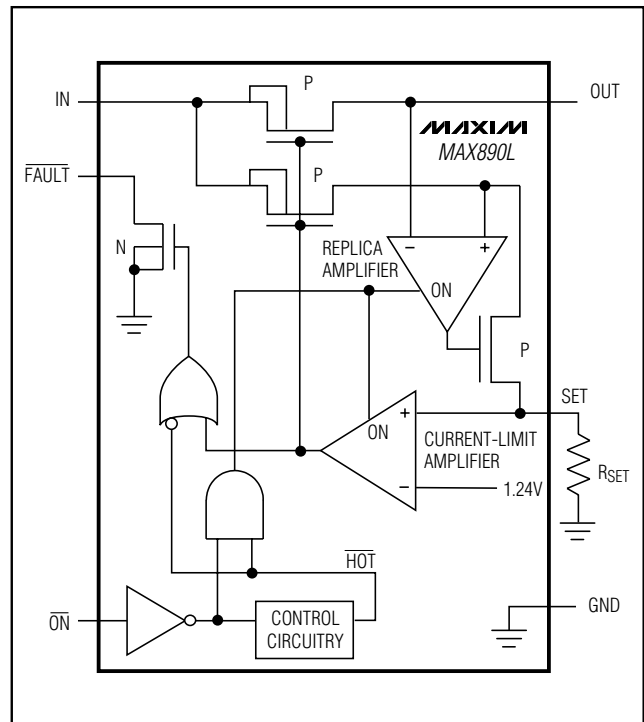 P
IN
OUT
MAXIM
MAX890L
FAULT
P
N
REPLICA
AMPLIFIER
− +
ON
P
SET
+
ON
CURRENT-LIMIT
AMPLIFIER
RSET
− 1.24V
HOT
ON
CONTROL
CIRCUITRY
GND